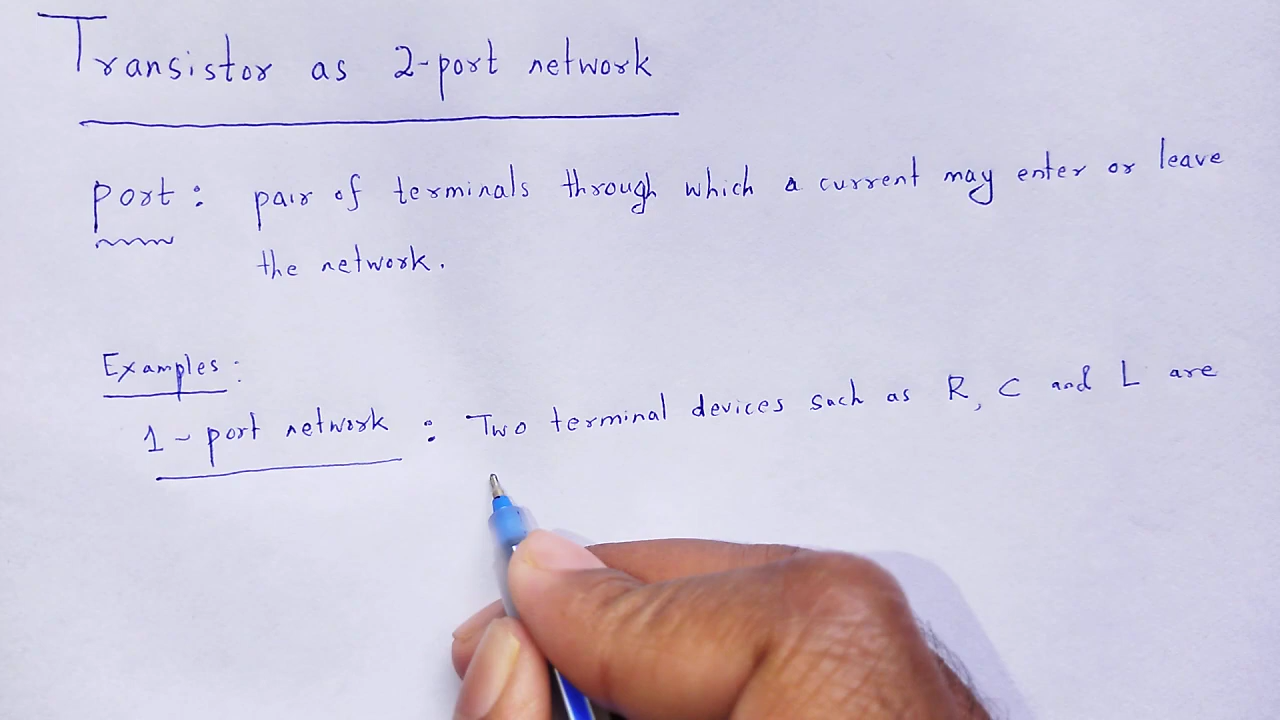 Transistor as 2-port network
port : pair of terminals through which a current may enter or leave
the network.
Examples :
1-port network : Two terminal devices such as R, C and L are